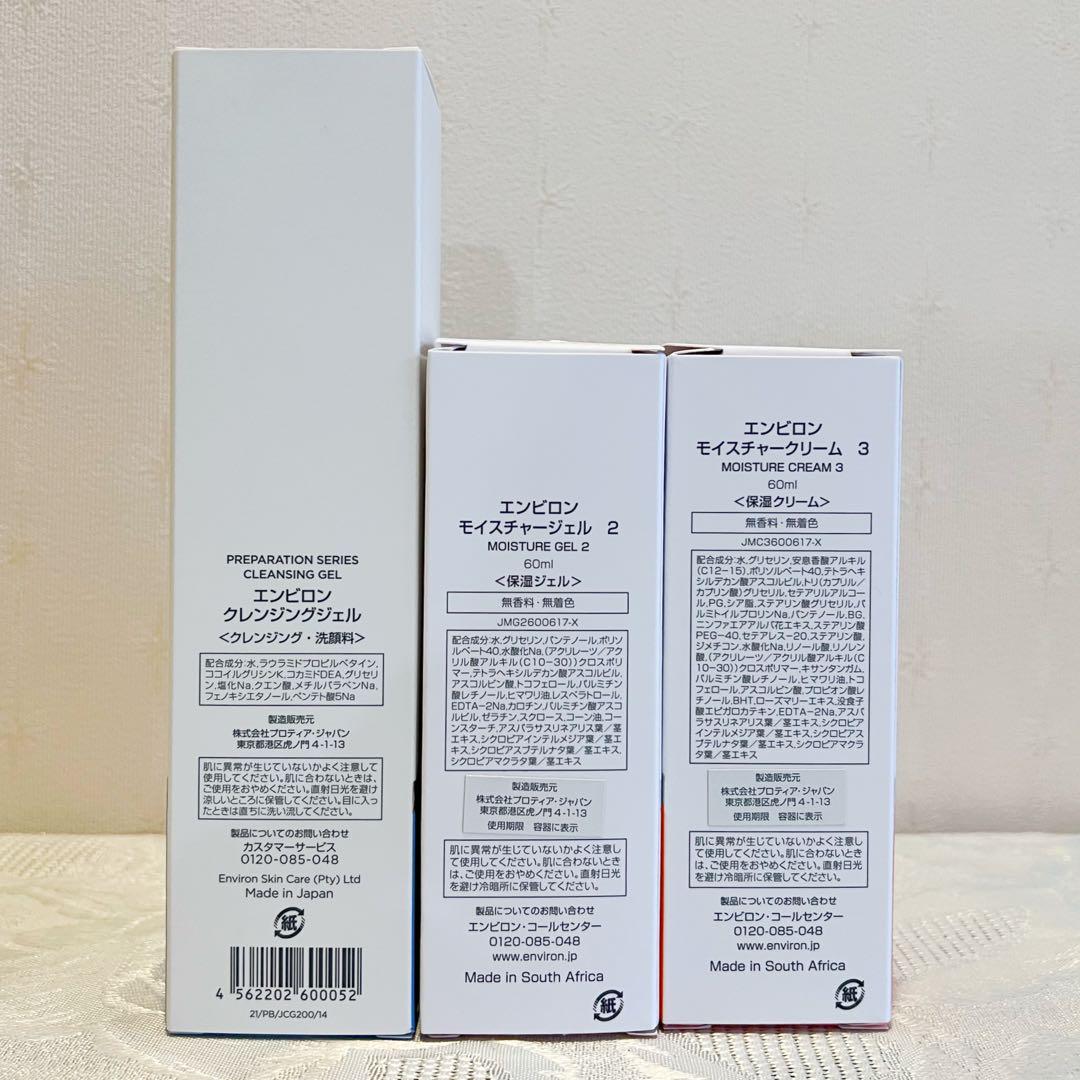 PREPARATION SERIES
CLEANSING GEL
エンビロン
クレンジングジェル
<クレンジング・洗顔料>
配合成分:水,ラウラミドプロピルベタイン,
ココイルグリシンK,コカミドDEA,グリセリ
ン,塩化Na,クエン酸,メチルパラベンNa,
フェノキシエタノール,ペンテト酸5Na
製造販売元
株式会社プロティア・ジャパン
東京都港区虎ノ門 4-1-13
肌に異常が生じていないかよく注意して
使用してください。肌に合わないときは、
ご使用をおやめください。直射日光を避け
涼しいところに保管してください。目に入っ
たときは直ちに洗い流してください。
製品についてのお問い合わせ
カスタマーサービス
0120-085-048
Environ Skin Care (Pty) Ltd
Made in Japan
紙
4 562202 600052
21/PB/JCG200/14
エンビロン
モイスチャージェル 2
MOISTURE GEL 2
60ml
<保湿ジェル>
無香料・無着色
JMG2600617-X
配合成分:水,グリセリン,パンテノール,ポリソ
ルベート40,水酸化Na,(アクリレーツ/アク
リル酸アルキル(C10-30))クロスポリ
マー,テトラヘキシルデカン酸アスコルビル,
アスコルビン酸,トコフェロール,パルミチン
酸レチノール,ヒマワリ油,レスベラトロール,
EDTA-2Na,カロチン,パルミチン酸アスコ
ルビル,ゼラチン,スクロース,コーン油,コー
ンスターチ,アスパラサスリネアリス葉/茎エ
キス,シクロピアインテルメジア葉/茎エキ
ス,シクロピアスブテルナタ葉/茎エキス,
シクロピアマクラタ葉/茎エキス
製造販売元
株式会社プロティア・ジャパン
東京都港区虎ノ門 4-1-13
使用期限 容器に表示
肌に異常が生じていないかよく注意し
て使用してください。肌に合わないとき
は、ご使用をおやめください。直射日光
を避け冷暗所に保管してください。
製品についてのお問い合わせ
エンビロン・コールセンター
0120-085-048
www.environ.jp
Made in South Africa
紙
エンビロン
モイスチャークリーム 3
MOISTURE CREAM 3
60ml
<保湿クリーム>
無香料・無着色
JMC3600617-X
配合成分:水,グリセリン,安息香酸アルキル
(C12-15),ポリソルベート40,テトラヘキ
シルデカン酸アスコルビル,トリ(カプリル/
カプリン酸)グリセリル,セテアリルアルコー
ル,PG,シア脂,ステアリン酸グリセリル,パ
ルミトイルプロリンNa,パンテノール,BG,
ニンファエアアルバ花エキス,ステアリン酸
PEG-40,セテアレス-20,ステアリン酸,
ジメチコン,水酸化Na,リノール酸,リノレン
酸,(アクリレーツ/アクリル酸アルキル(C10
-30))クロスポリマー,キサンタンガム,
パルミチン酸レチノール,ヒマワリ油,トコ
フェロール,アスコルビン酸,プロピオン酸レ
チノール,BHT,ローズマリーエキス,没食子
酸エピガロカテキン,EDTA-2Na,アスパ
ラサスリネアリス葉/茎エキス,シクロピア
インテルメジア葉/茎エキス,シクロピアス
ブテルナタ葉/茎エキス,シクロピアマクラ
タ葉/茎エキス
製造販売元
株式会社プロティア・ジャパン
東京都港区虎ノ門 4-1-13
使用期限 容器に表示
肌に異常が生じていないかよく注意し
て使用してください。肌に合わないとき
は、ご使用をおやめください。直射日光
を避け冷暗所に保管してください。
製品についてのお問い合わせ
エンビロン・コールセンター
0120-085-048
www.environ.jp
Made in South Africa
紙